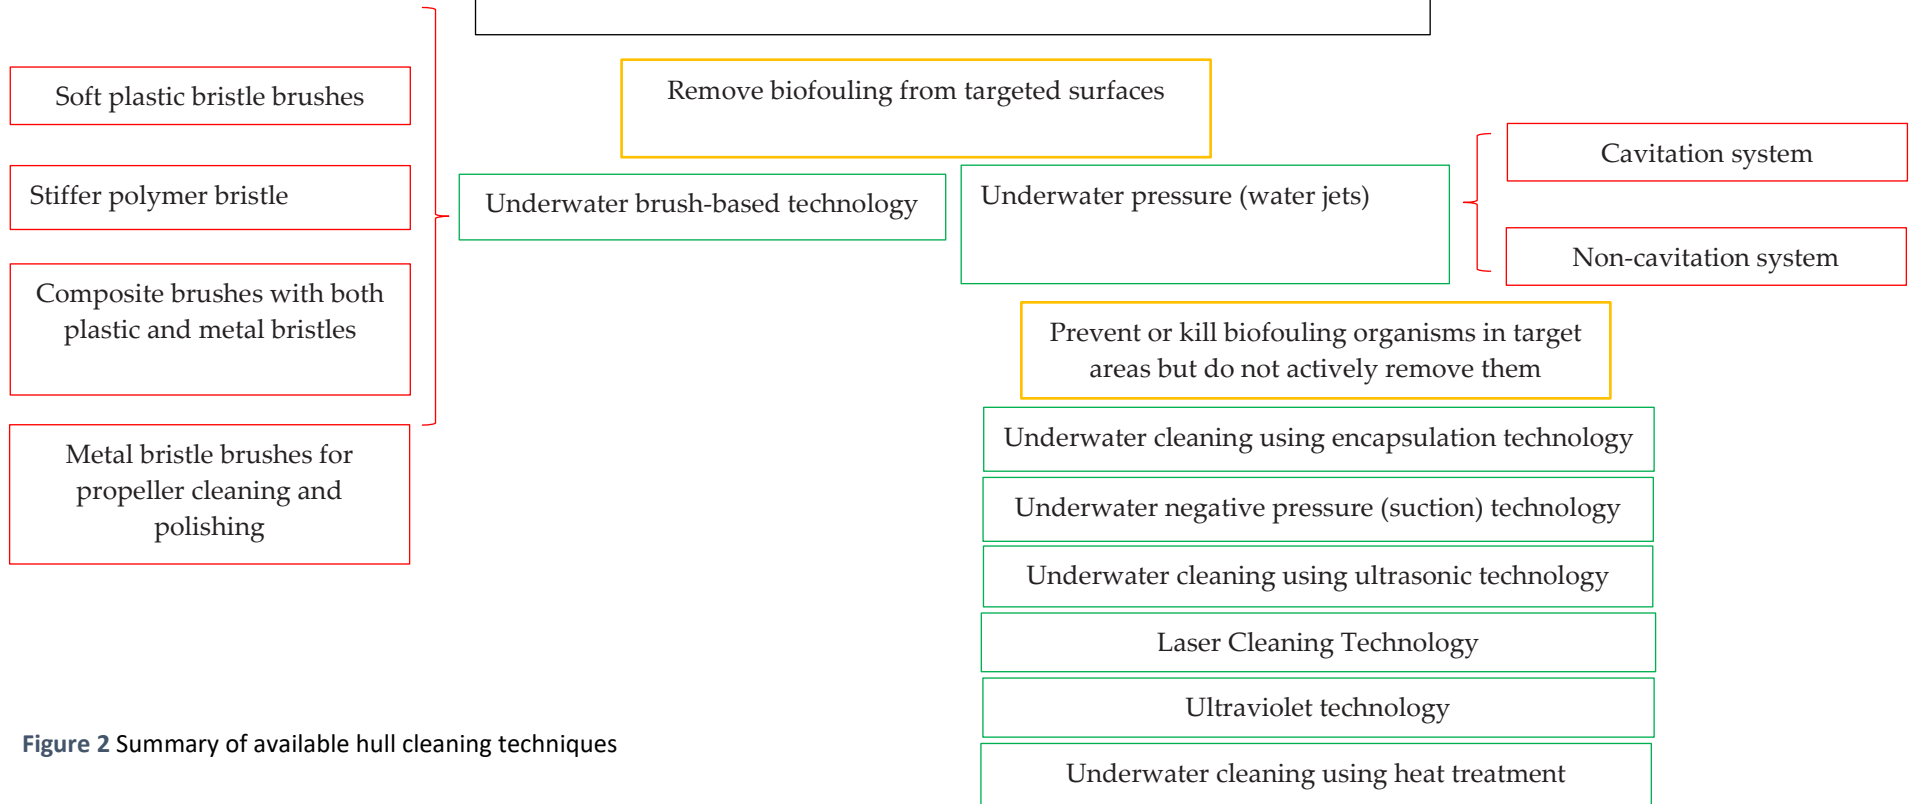 Remove biofouling from targeted surfaces
Soft plastic bristle brushes
Stiffer polymer bristle
Composite brushes with both
plastic and metal bristles
Metal bristle brushes for
propeller cleaning and
polishing
Underwater brush-based technology
Underwater pressure (water jets)
Cavitation system
Non-cavitation system
Prevent or kill biofouling organisms in target
areas but do not actively remove them
Underwater cleaning using encapsulation technology
Underwater negative pressure (suction) technology
Underwater cleaning using ultrasonic technology
Laser Cleaning Technology
Ultraviolet technology
Underwater cleaning using heat treatment
Figure 2 Summary of available hull cleaning techniques